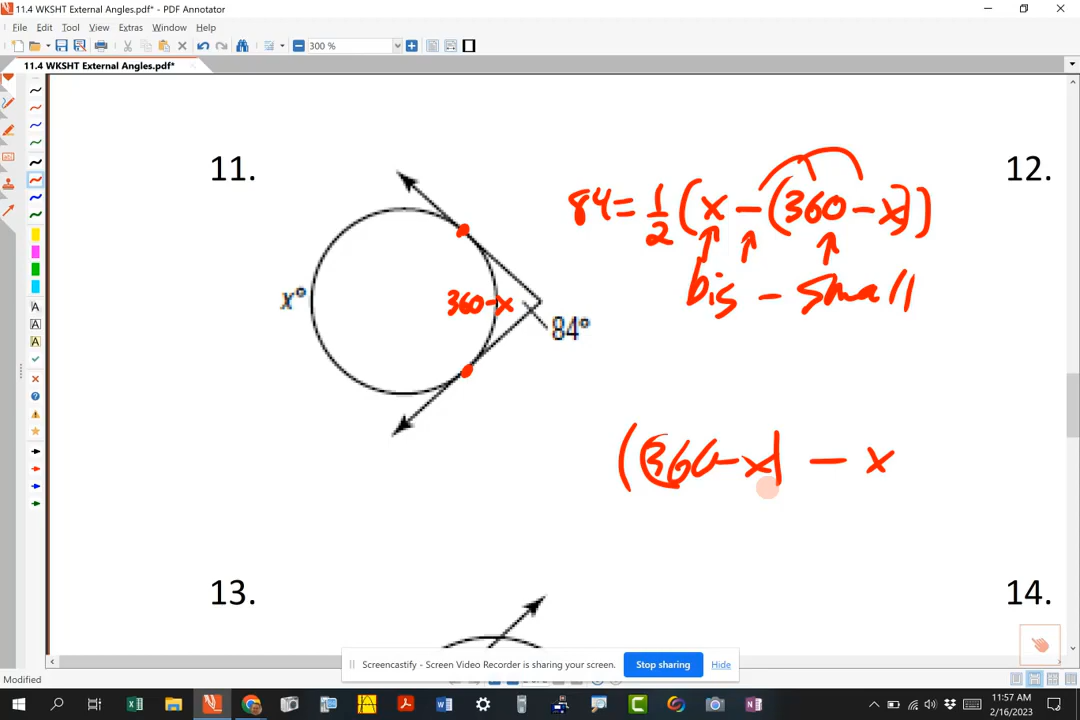 11.4 WKSHT External Angles.pdf* - PDF Annotator
File Edit Tool View Extras Window Help
300 %
11.4 WKSHT External Angles.pdf*
11.
84 = 1/2 (x - (360 - x))
12.
big - small
x°
360-x
84°
(360-x) - x
13.
14.
Screencastify - Screen Video Recorder is sharing your screen.
Stop sharing
Hide
Modified
11:57 AM
2/16/2023